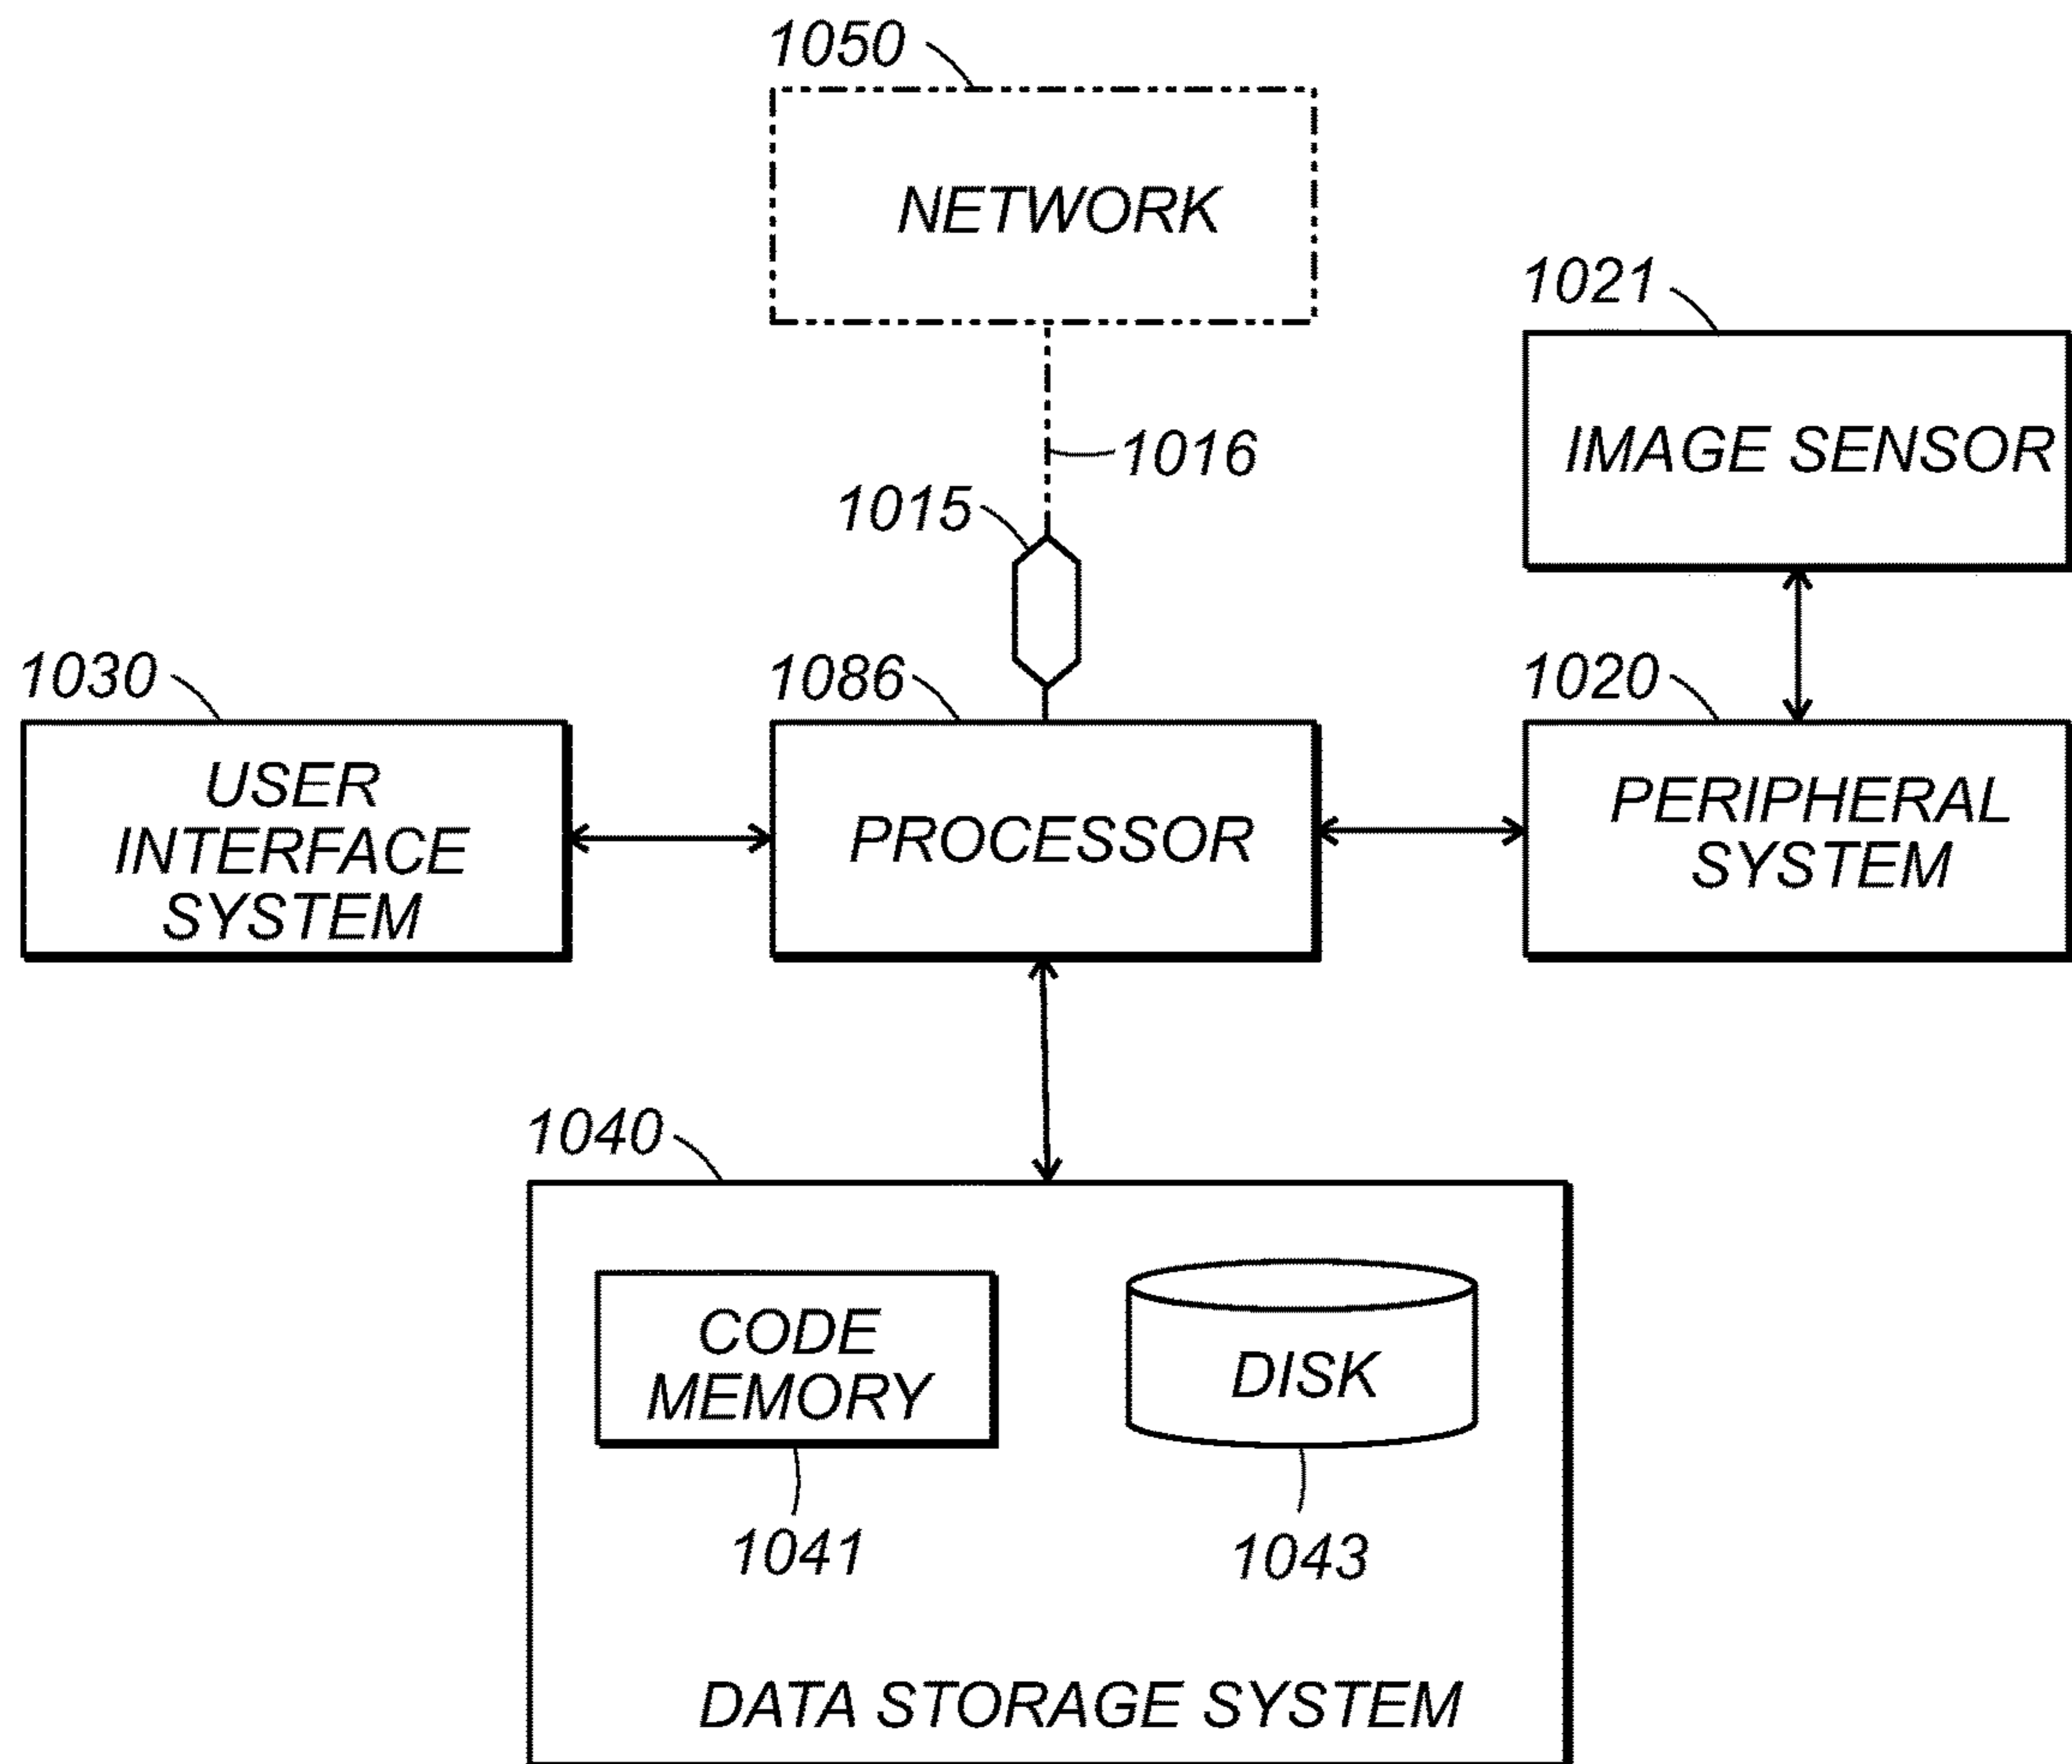 1050
NETWORK
1021
IMAGE SENSOR
1016
1015
1030
USER
INTERFACE
SYSTEM
1086
PROCESSOR
1020
PERIPHERAL
SYSTEM
1040
CODE
MEMORY
DISK
1041
1043
DATA STORAGE SYSTEM